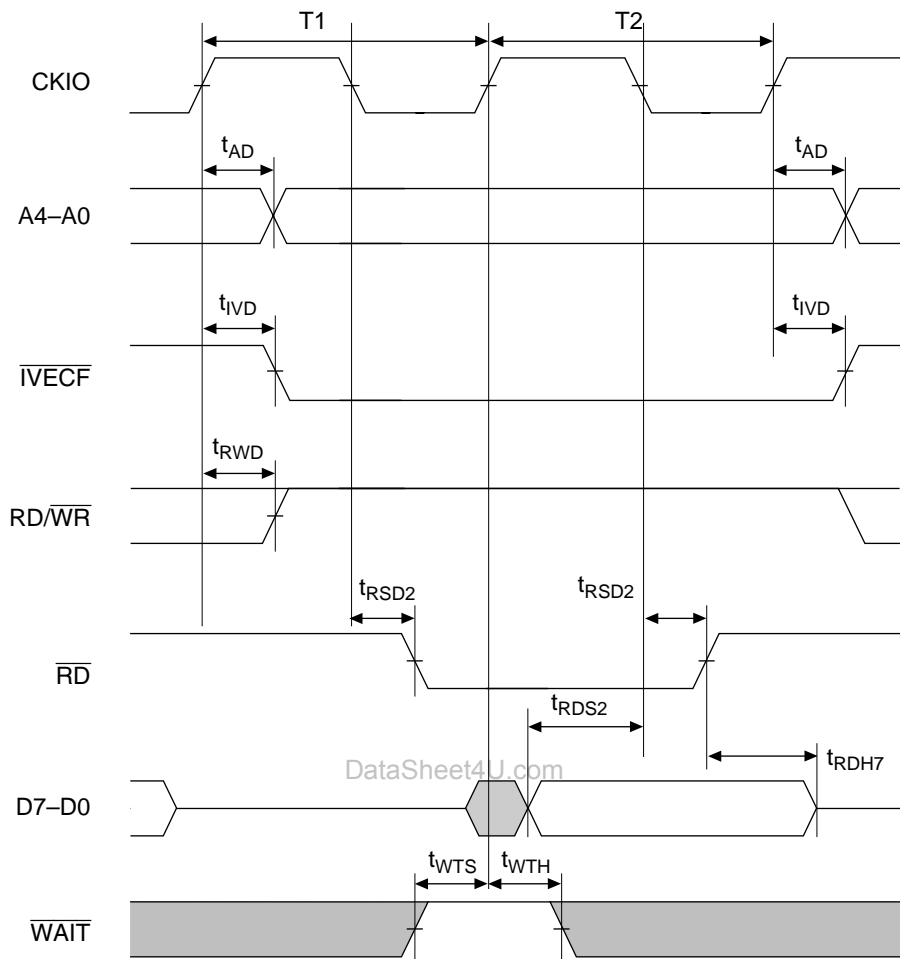 T1 T2
CKIO
tAD tAD
A4–A0
tIVD tIVD
IVECF
tRWD
RD/WR
tRSD2 tRSD2
RD
tRDS2
DataSheet4U.com
tRDH7
D7–D0
tWTS tWTH
WAIT